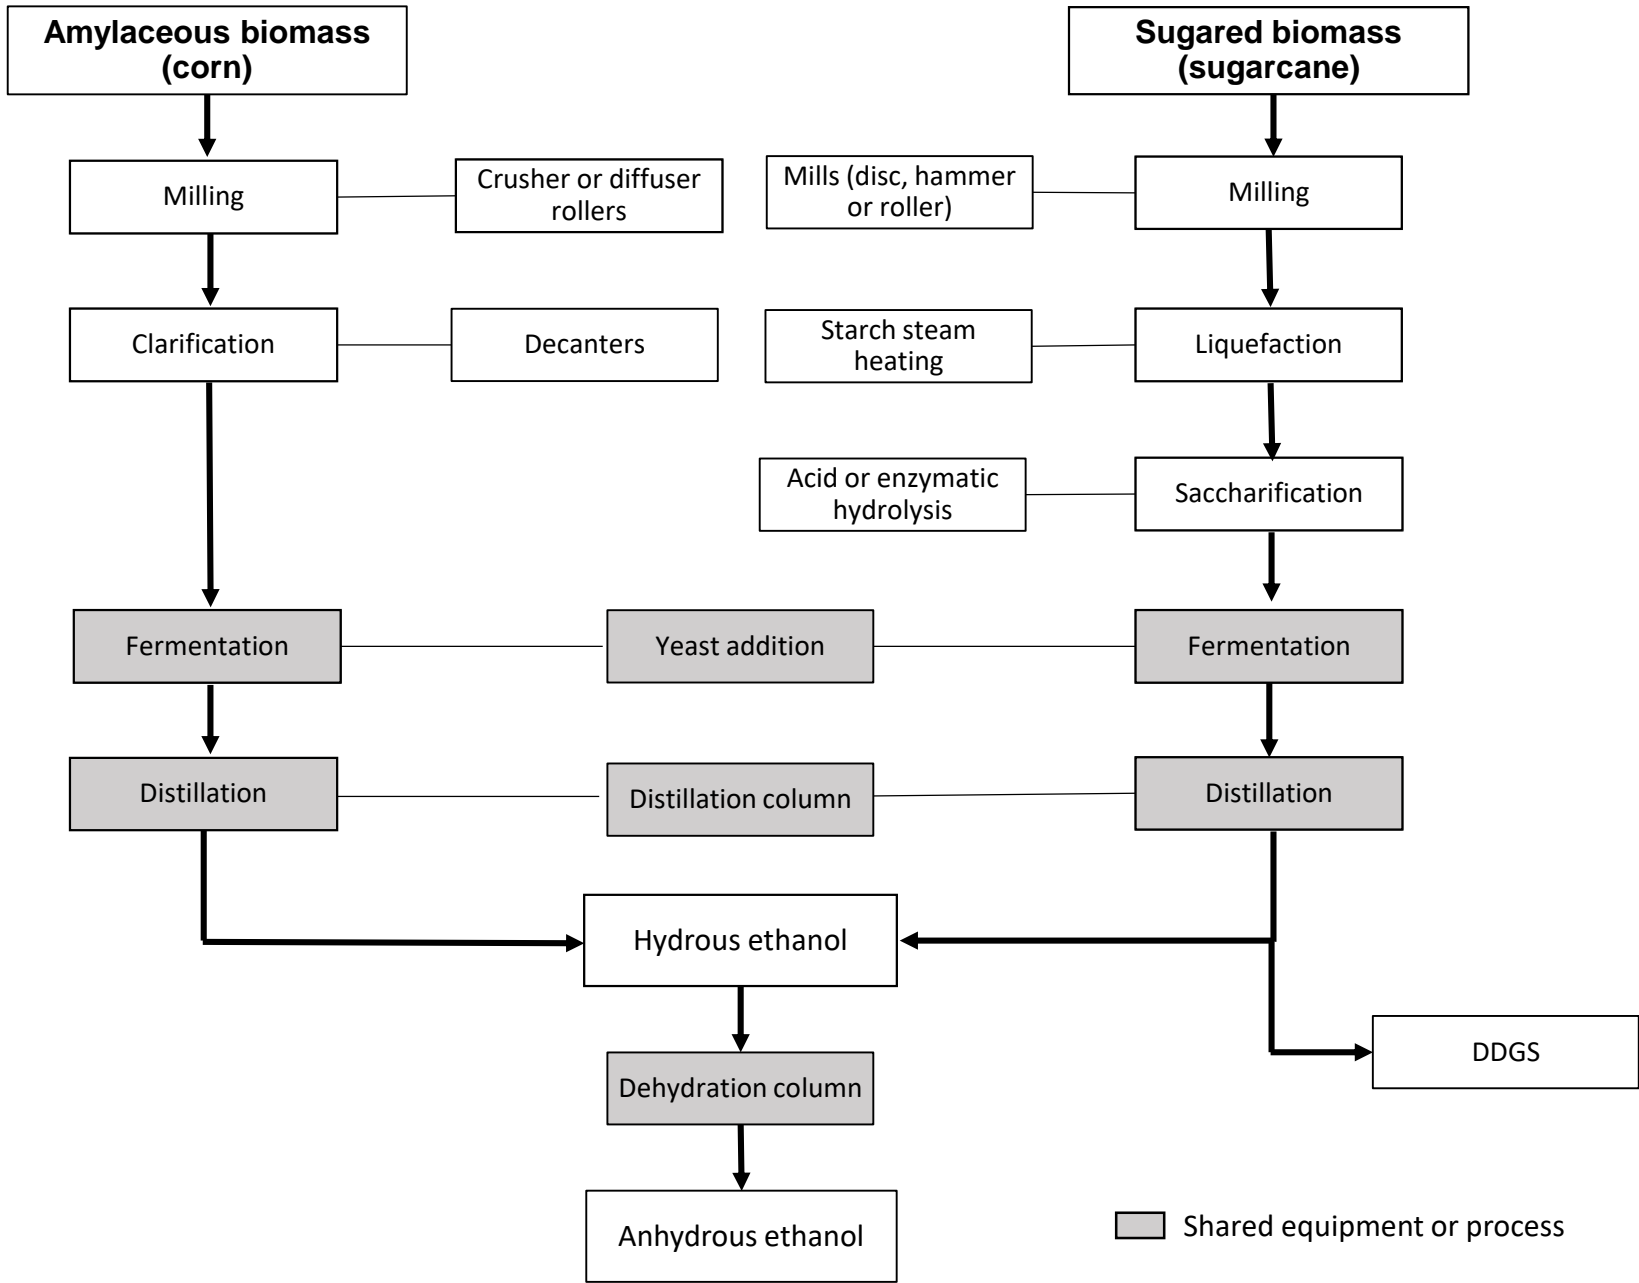 Amylaceous biomass
(corn)
Sugared biomass
(sugarcane)
Milling
Crusher or diffuser
rollers
Mills (disc, hammer
or roller)
Milling
Clarification
Decanters
Starch steam
heating
Liquefaction
Acid or enzymatic
hydrolysis
Saccharification
Fermentation
Yeast addition
Fermentation
Distillation
Distillation column
Distillation
Hydrous ethanol
DDGS
Dehydration column
Anhydrous ethanol
Shared equipment or process